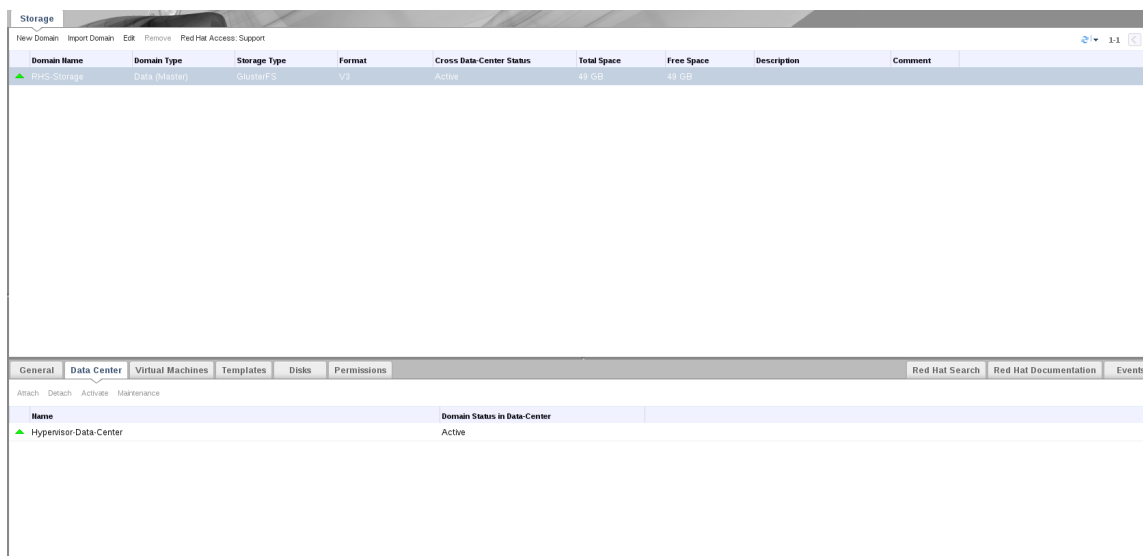 Storage
New Domain Import Domain Edit Remove Red Hat Access: Support 1-1
Domain Name Domain Type Storage Type Format Cross Data-Center Status Total Space Free Space Description Comment
RHS-Storage Data (Master) GlusterFS V3 Active 49 GB 49 GB
General Data Center Virtual Machines Templates Disks Permissions Red Hat Search Red Hat Documentation Events
Attach Detach Activate Maintenance
Name Domain Status in Data-Center
Hypervisor-Data-Center Active